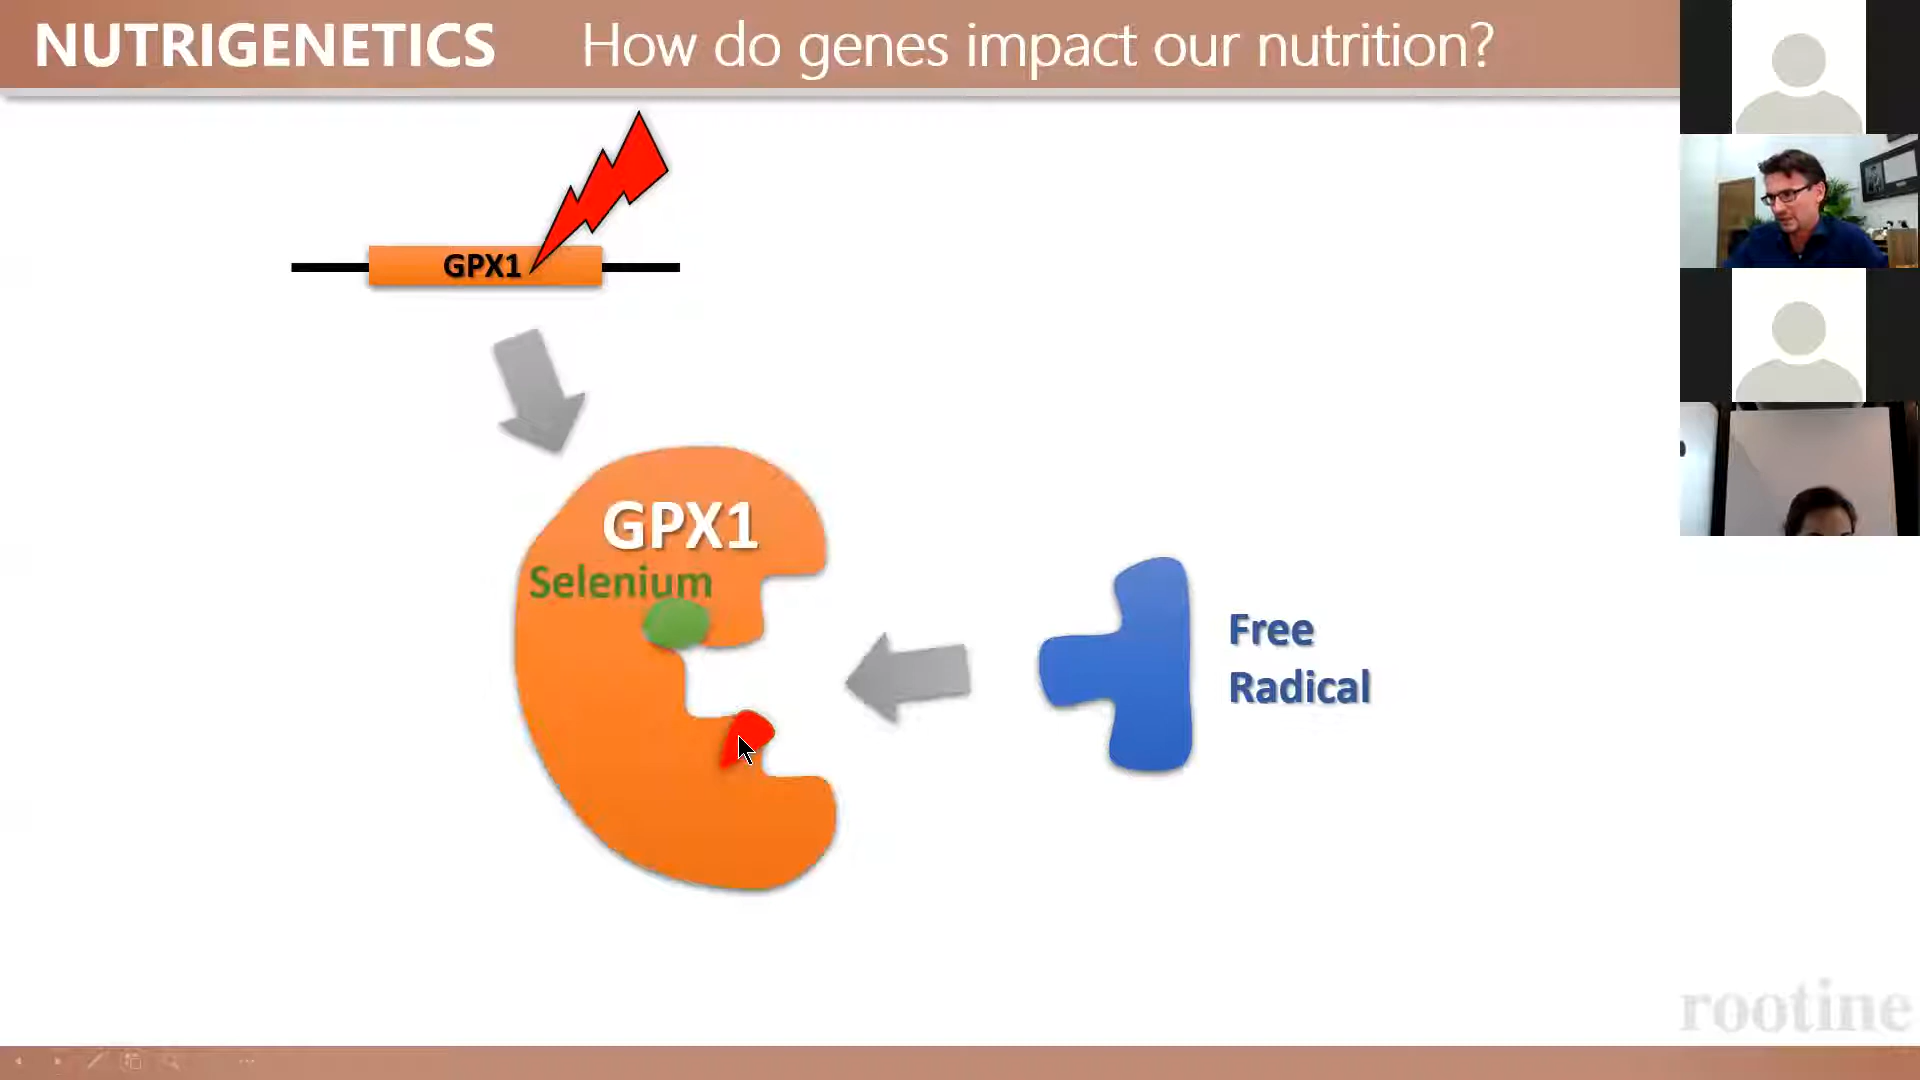 NUTRIGENETICS How do genes impact our nutrition?
GPX1
GPX1
Selenium
Free
Radical
rootine